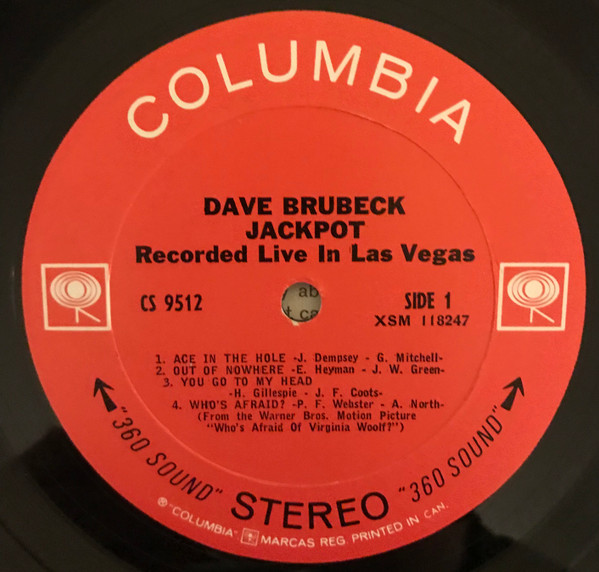 COLUMBIA
DAVE BRUBECK
JACKPOT
Recorded Live In Las Vegas
CS 9512
ab
ca
SIDE 1
XSM 118247
1. ACE IN THE HOLE -J. Dempsey - G. Mitchell-
2. OUT OF NOWHERE -E. Heyman - J. W. Green-
3. YOU GO TO MY HEAD
-H. Gillespie - J. F. Coots-
4. WHO'S AFRAID? -P. F. Webster - A. North-
(From the Warner Bros. Motion Picture
"Who's Afraid Of Virginia Woolf?")
"360 SOUND" STEREO "360 SOUND"
℗ "COLUMBIA" MARCAS REG. PRINTED IN CAN.